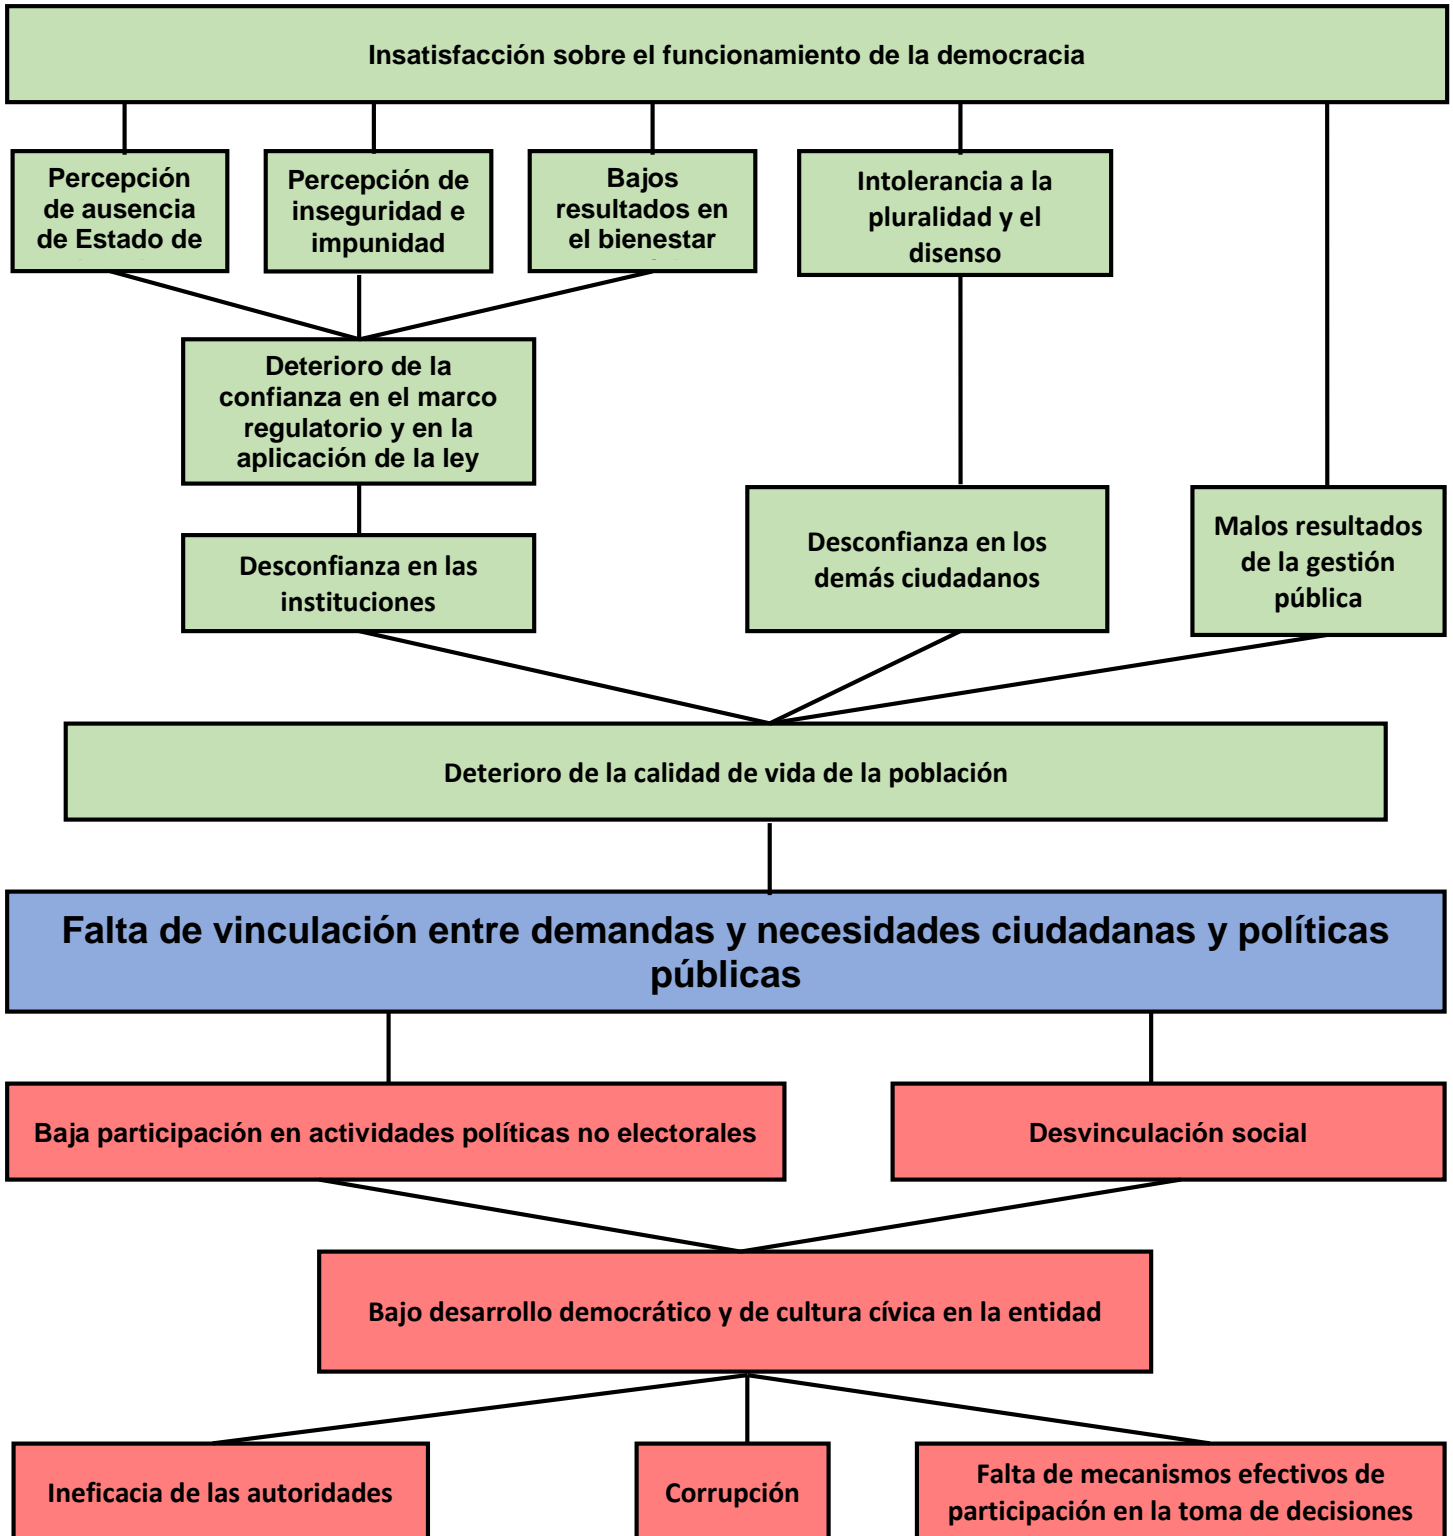 Insatisfacción sobre el funcionamiento de la democracia
Percepción
de ausencia
de Estado de
Percepción de
inseguridad e
impunidad
Bajos
resultados en
el bienestar
Intolerancia a la
pluralidad y el
disenso
Deterioro de la
confianza en el marco
regulatorio y en la
aplicación de la ley
Desconfianza en las
instituciones
Desconfianza en los
demás ciudadanos
Malos resultados
de la gestión
pública
Deterioro de la calidad de vida de la población
Falta de vinculación entre demandas y necesidades ciudadanas y políticas
públicas
Baja participación en actividades políticas no electorales
Desvinculación social
Bajo desarrollo democrático y de cultura cívica en la entidad
Ineficacia de las autoridades
Corrupción
Falta de mecanismos efectivos de
participación en la toma de decisiones